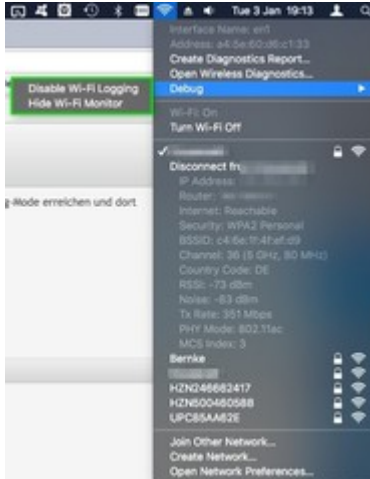 Tue 3 Jan 19:13
Interface Name: en1
Address: a4:5e:60:d6:c1:33
Create Diagnostics Report...
Open Wireless Diagnostics...
Debug
Disable Wi-Fi Logging
Hide Wi-Fi Monitor
Wi-Fi: On
Turn Wi-Fi Off
Disconnect
IP Address:
Router:
Internet: Reachable
Security: WPA2 Personal
BSSID: c4:6e:1f:4f:ef:d9
-Mode erreichen und dort
Channel: 36 (5 GHz, 80 MHz)
Country Code: DE
RSSI: -73 dBm
Noise: -83 dBm
Tx Rate: 351 Mbps
PHY Mode: 802.11ac
MCS Index: 3
Bernke
HZN246662417
HZN500460588
UPC85AA62E
Join Other Network...
Create Network...
Open Network Preferences...